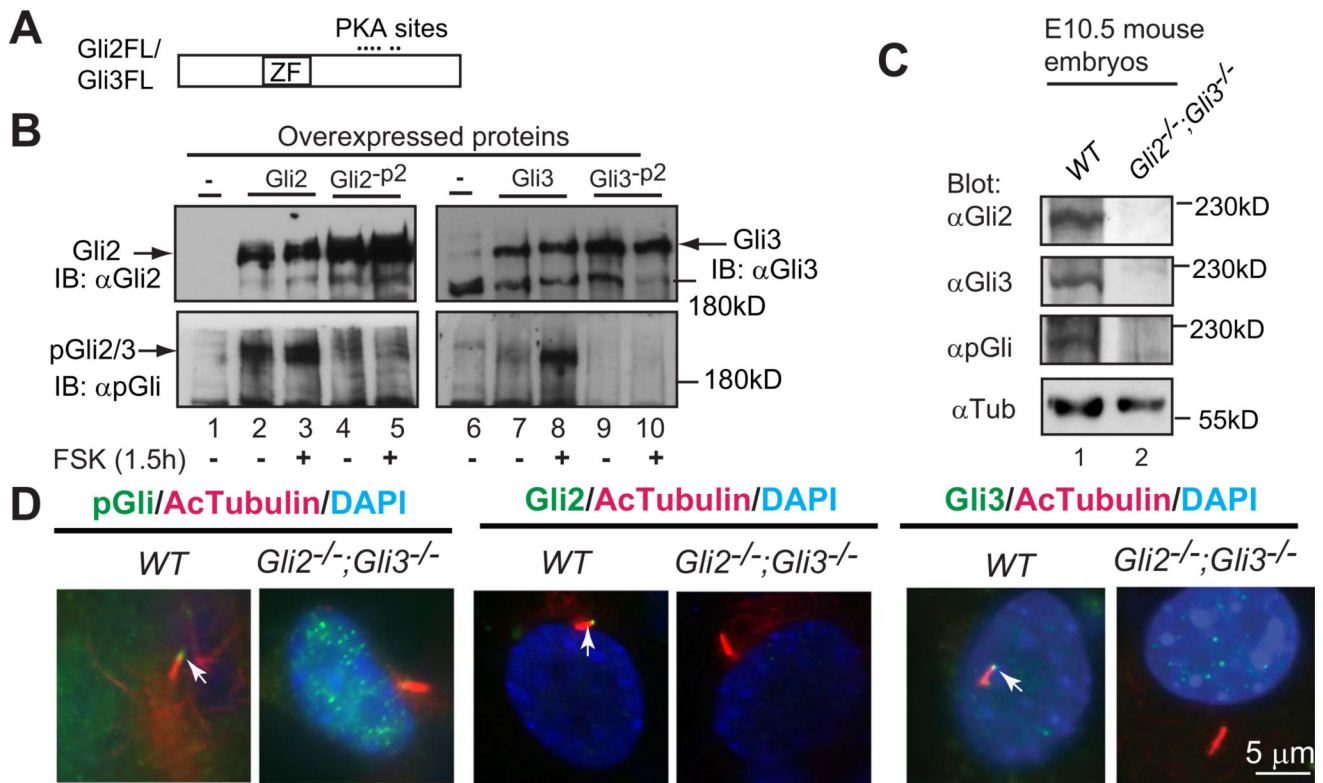 A
PKA sites
Gli2FL/
Gli3FL
ZF
B
Overexpressed proteins
- Gli2 Gli2-p2 - Gli3 Gli3-p2
Gli2
IB: αGli2
Gli3
IB: αGli3
180kD
pGli2/3
IB: αpGli
180kD
1 2 3 4 5 6 7 8 9 10
FSK (1.5h) - - + - + - - + - +
C
E10.5 mouse
embryos
WT Gli2-/-;Gli3-/-
Blot:
αGli2 230kD
αGli3 230kD
αpGli 230kD
αTub 55kD
1 2
D
pGli/AcTubulin/DAPI Gli2/AcTubulin/DAPI Gli3/AcTubulin/DAPI
WT Gli2-/-;Gli3-/- WT Gli2-/-;Gli3-/- WT Gli2-/-;Gli3-/-
5 μm